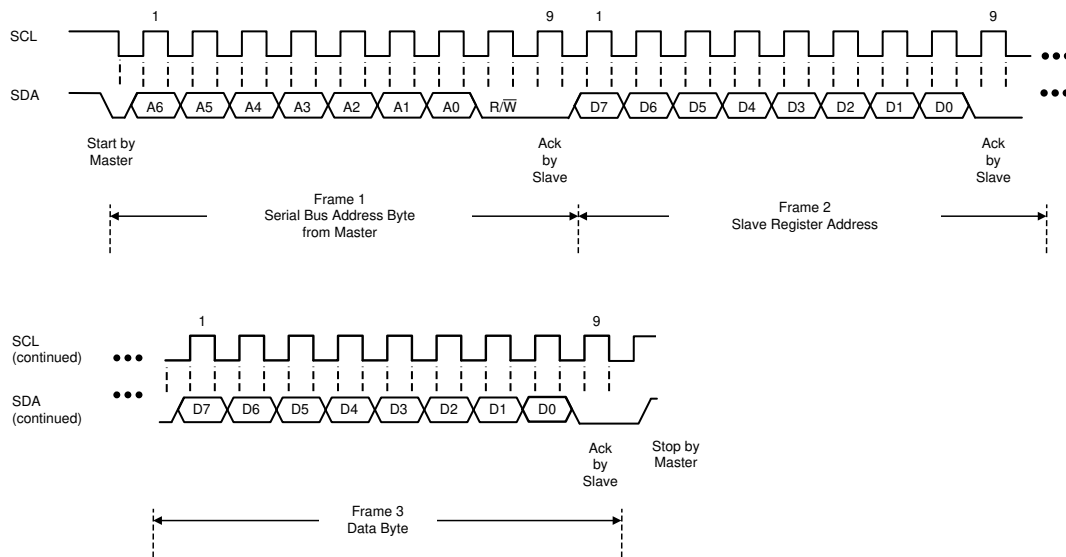 1 9 1 9
SCL
SDA
A6 A5 A4 A3 A2 A1 A0 R/W̅ D7 D6 D5 D4 D3 D2 D1 D0
Start by
Master
Ack
by
Slave
Ack
by
Slave
Frame 1
Serial Bus Address Byte
from Master
Frame 2
Slave Register Address
1 9
SCL
(continued)
SDA
(continued)
D7 D6 D5 D4 D3 D2 D1 D0
Ack
by
Slave
Stop by
Master
Frame 3
Data Byte